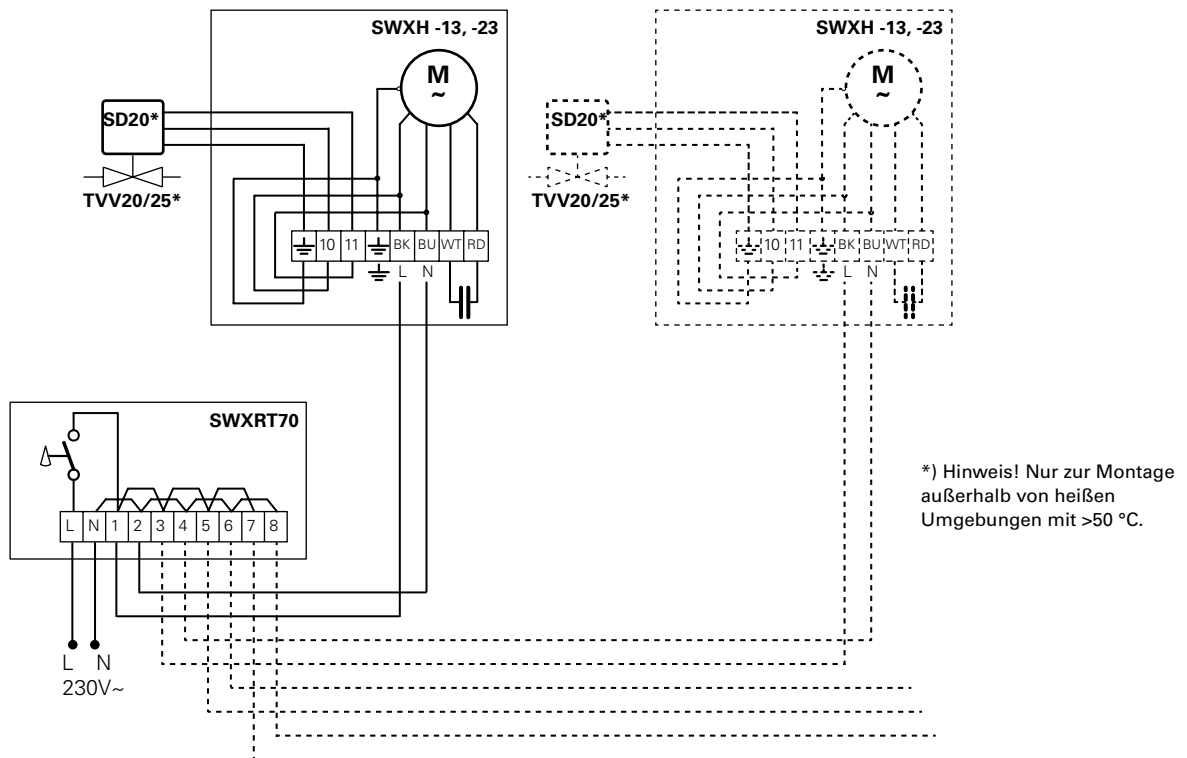 SWXH -13, -23
M
~
SD20*
TVV20/25*
10 11 BK BU WT RD
L N
SWXH -13, -23
M
~
SD20*
TVV20/25*
10 11 BK BU WT RD
L N
SWXRT70
L N 1 2 3 4 5 6 7 8
L N
230V~
*) Hinweis! Nur zur Montage
außerhalb von heißen
Umgebungen mit >50 °C.